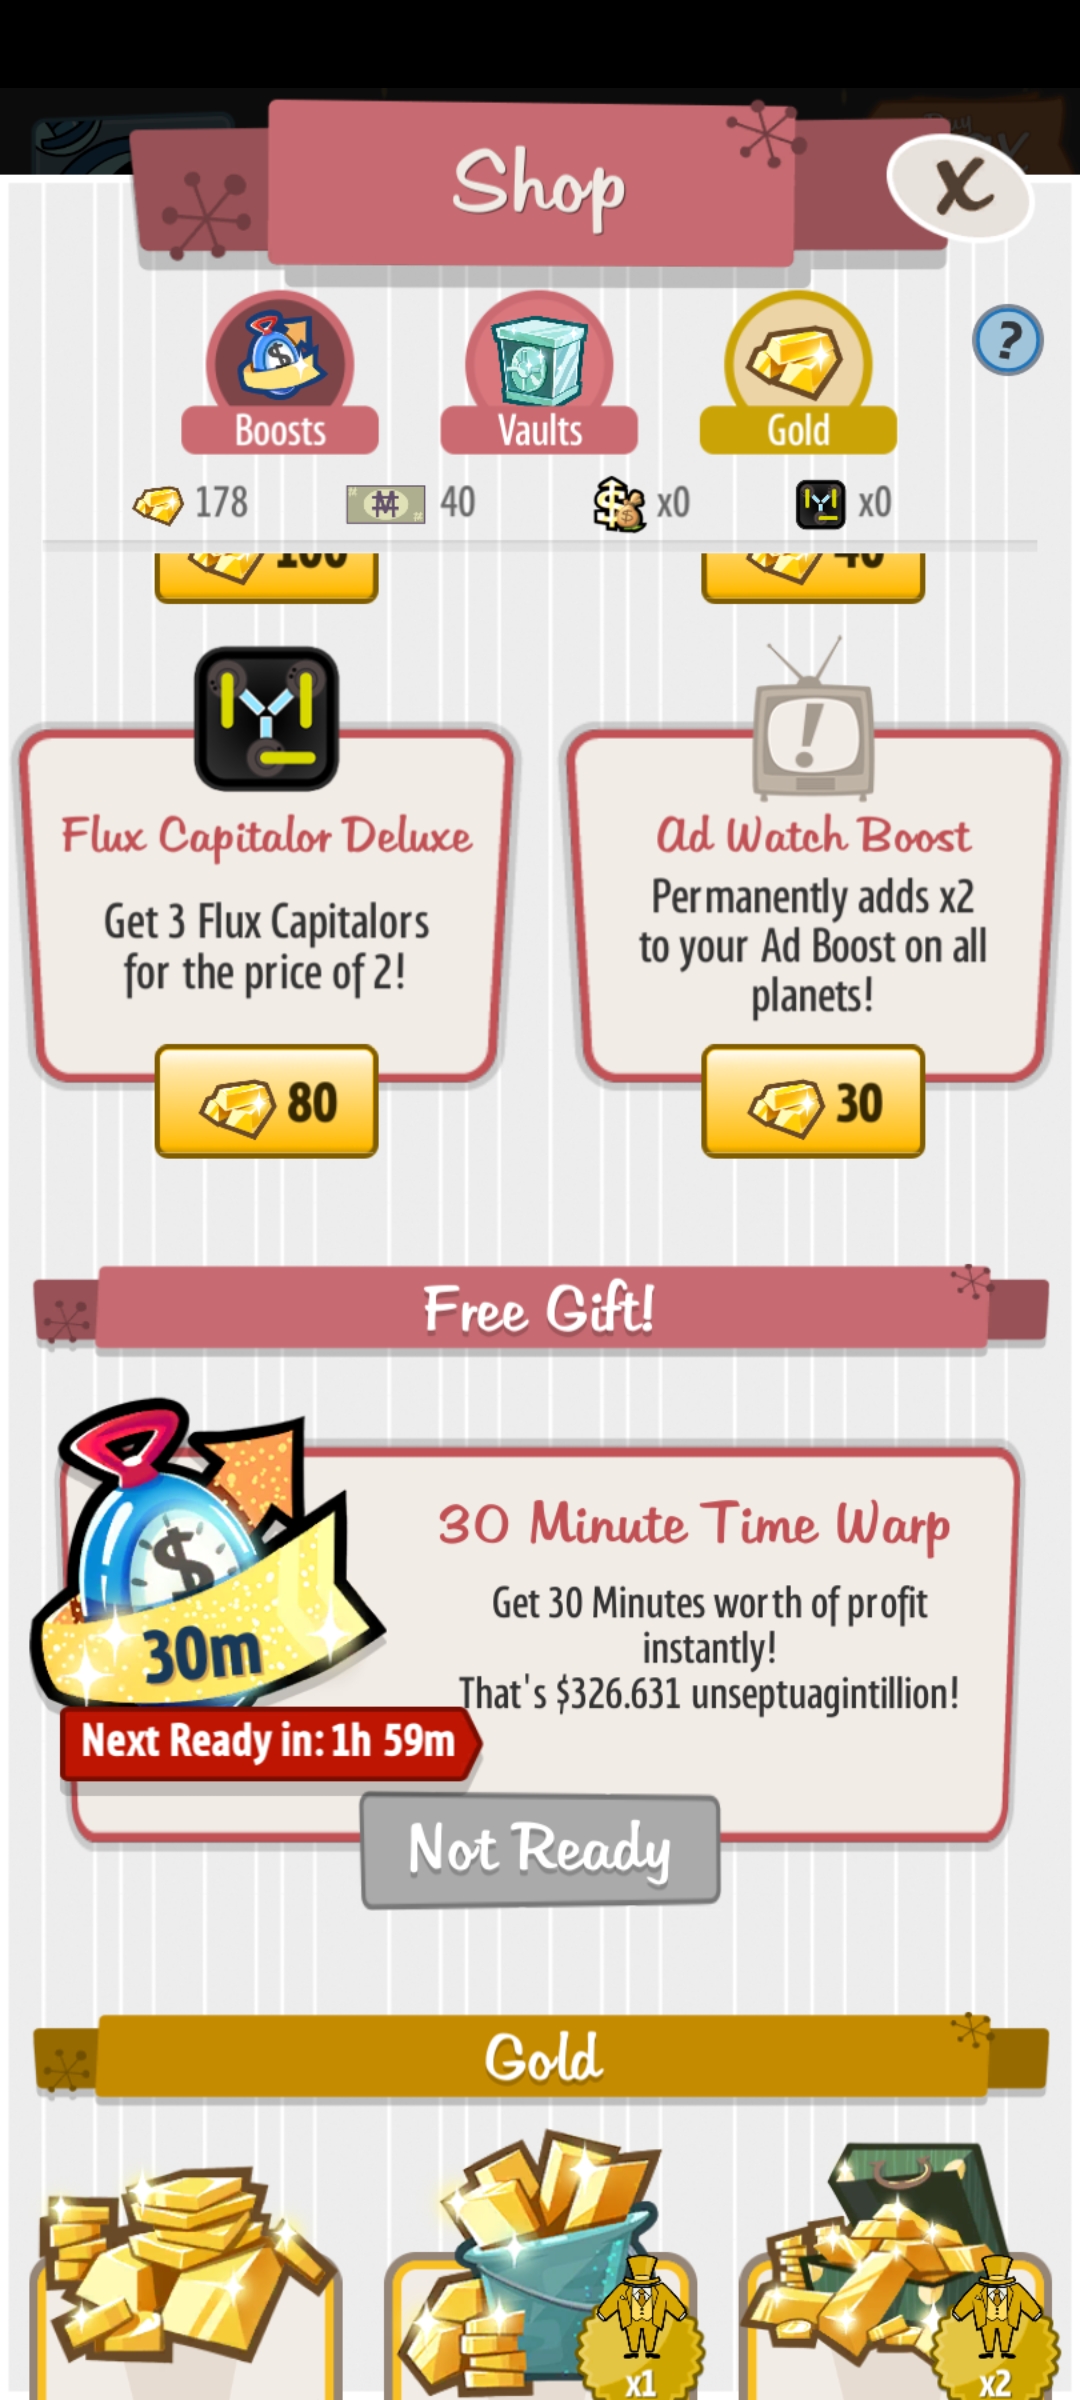 Shop
X
?
Boosts
Vaults
Gold
178
40
x0
x0
100
40
Flux Capitalor Deluxe
Get 3 Flux Capitalors
for the price of 2!
80
!
Ad Watch Boost
Permanently adds x2
to your Ad Boost on all
planets!
30
Free Gift!
$
30m
30 Minute Time Warp
Get 30 Minutes worth of profit
instantly!
That's $326.631 unseptuagintillion!
Next Ready in: 1h 59m
Not Ready
Gold
x1
x2